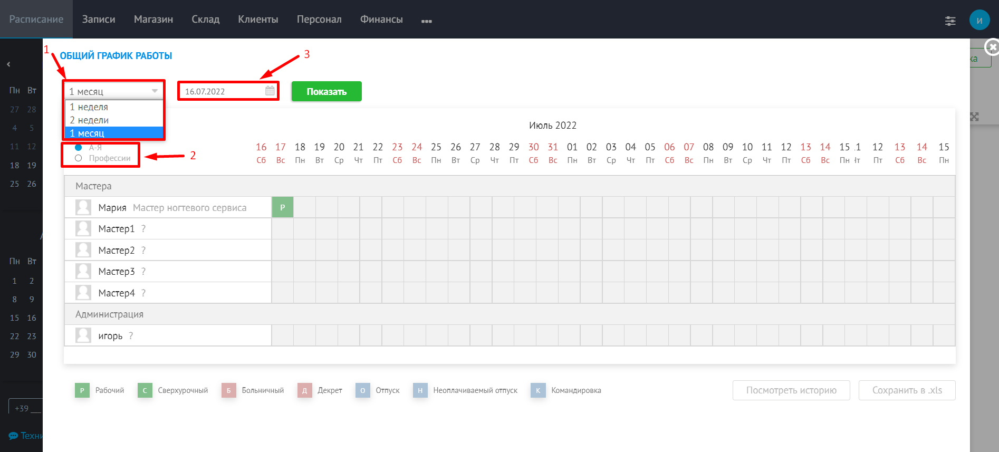 Расписание Записи Магазин Склад Клиенты Персонал Финансы и
1 ОБЩИЙ ГРАФИК РАБОТЫ 3
ка
1 месяц 16.07.2022 Показать
1 неделя
2 недели
1 месяц
А-Я
Профессии
2
Июль 2022
16 17 18 19 20 21 22 23 24 25 26 27 28 29 30 31 01 02 03 04 05 06 07 08 09 10 11 12 13 14 15 .1 12 13 14 15
Сб Вс Пн Вт Ср Чт Пт Сб Вс Пн Вт Ср Чт Пт Сб Вс Пн Вт Ср Чт Пт Сб Вс Пн Вт Ср Чт Пт Сб Вс Пн Чт Пт Сб Вс Пн
Мастера
Мария Мастер ногтевого сервиса Р
Мастер1 ?
Мастер2 ?
Мастер3 ?
Мастер4 ?
Администрация
игорь ?
Р Рабочий С Сверхурочный Б Больничный Д Декрет О Отпуск Н Неоплачиваемый отпуск К Командировка
Посмотреть историю Сохранить в .xls
Пн Вт
27 28
4 5
11 12
18 19
25 26
Пн Вт
1 2
8 9
15 16
22 23
29 30
+39 ___
Техни